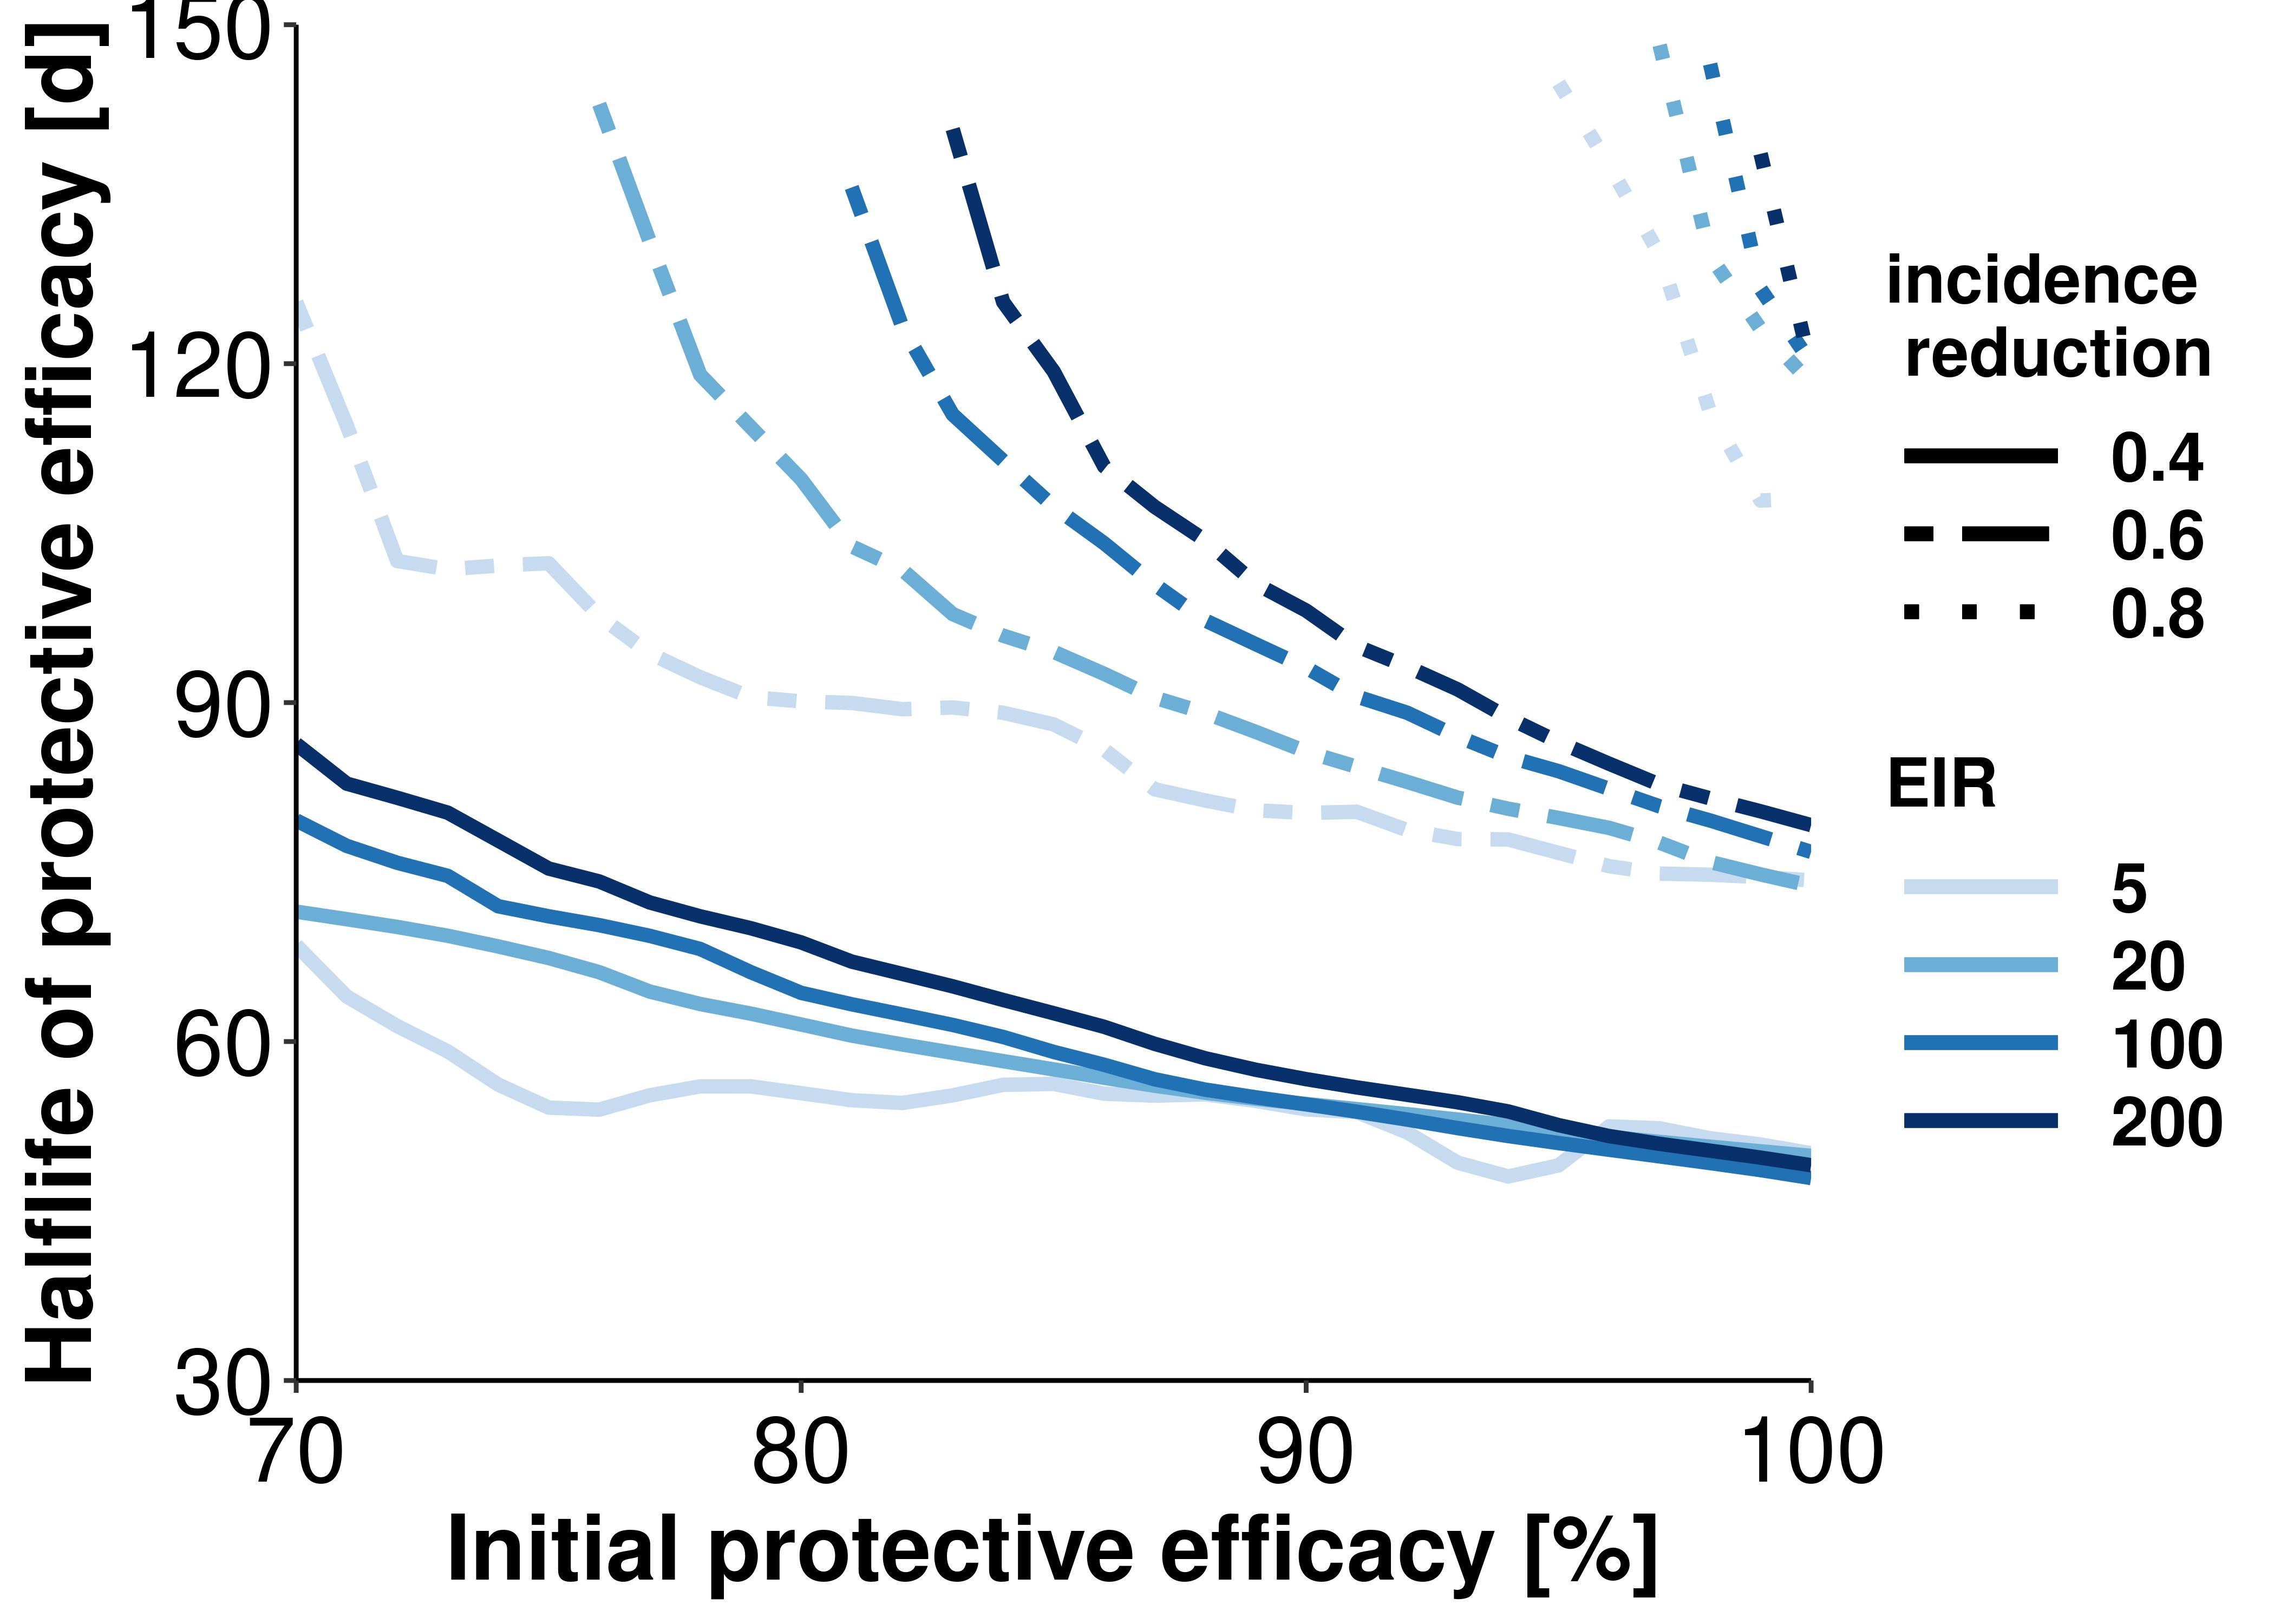 Halflife of protective efficacy [d]
150
120
90
60
30
70 80 90 100
Initial protective efficacy [%]
incidence
reduction
0.4
0.6
0.8
EIR
5
20
100
200